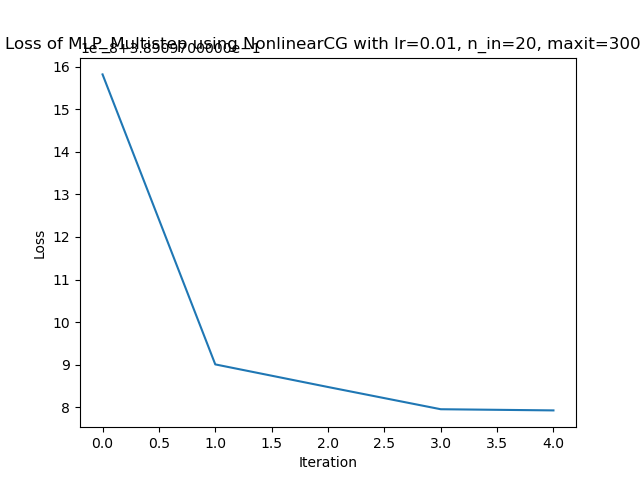 Loss of MLP_Multistep using NonlinearCG with lr=0.01, n_in=20, maxit=300
1e−8+3.8909700000e−1
16
15
14
13
12
11
10
9
8
Loss
0.0 0.5 1.0 1.5 2.0 2.5 3.0 3.5 4.0
Iteration